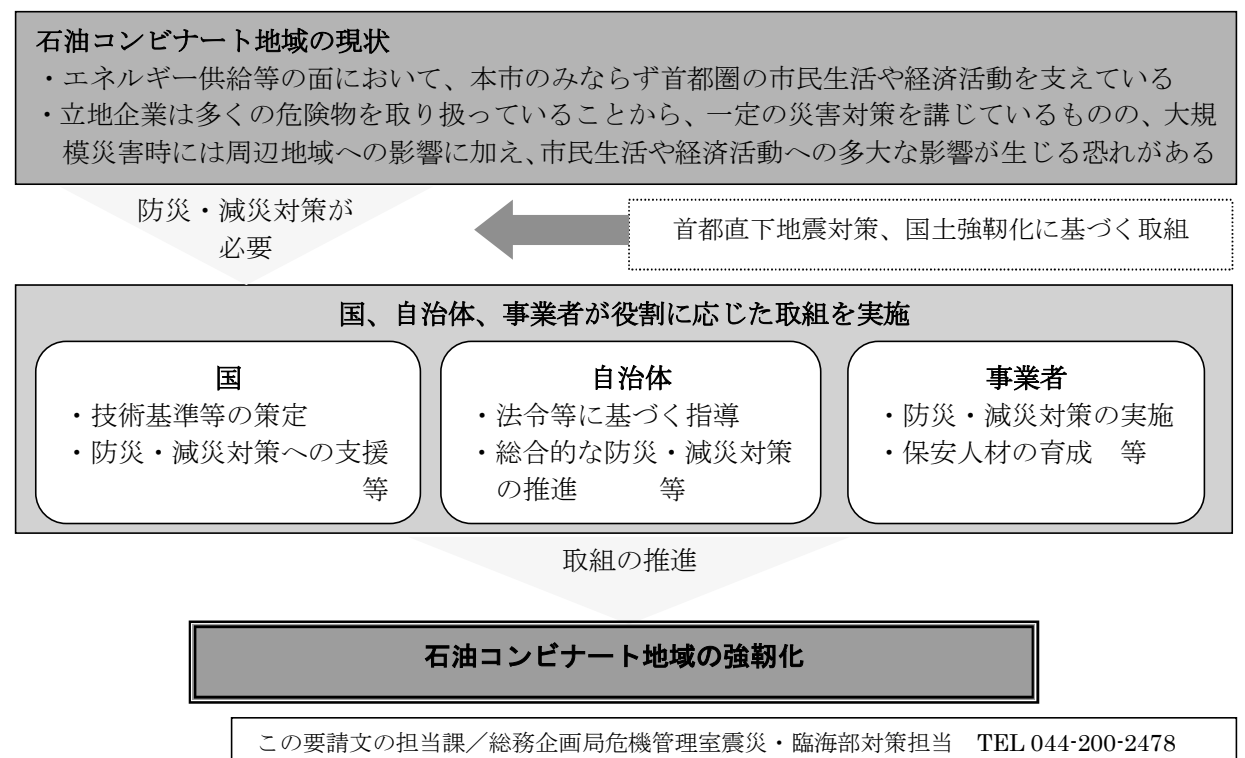 石油コンビナート地域の現状
・エネルギー供給等の面において、本市のみならず首都圏の市民生活や経済活動を支えている
・立地企業は多くの危険物を取り扱っていることから、一定の災害対策を講じているものの、大規
模災害時には周辺地域への影響に加え、市民生活や経済活動への多大な影響が生じる恐れがある
防災・減災対策が
必要
首都直下地震対策、国土強靱化に基づく取組
国、自治体、事業者が役割に応じた取組を実施
国
・技術基準等の策定
・防災・減災対策への支援
等
自治体
・法令等に基づく指導
・総合的な防災・減災対策
の推進　　等
事業者
・防災・減災対策の実施
・保安人材の育成　等
取組の推進
石油コンビナート地域の強靱化
この要請文の担当課／総務企画局危機管理室震災・臨海部対策担当　TEL 044-200-2478